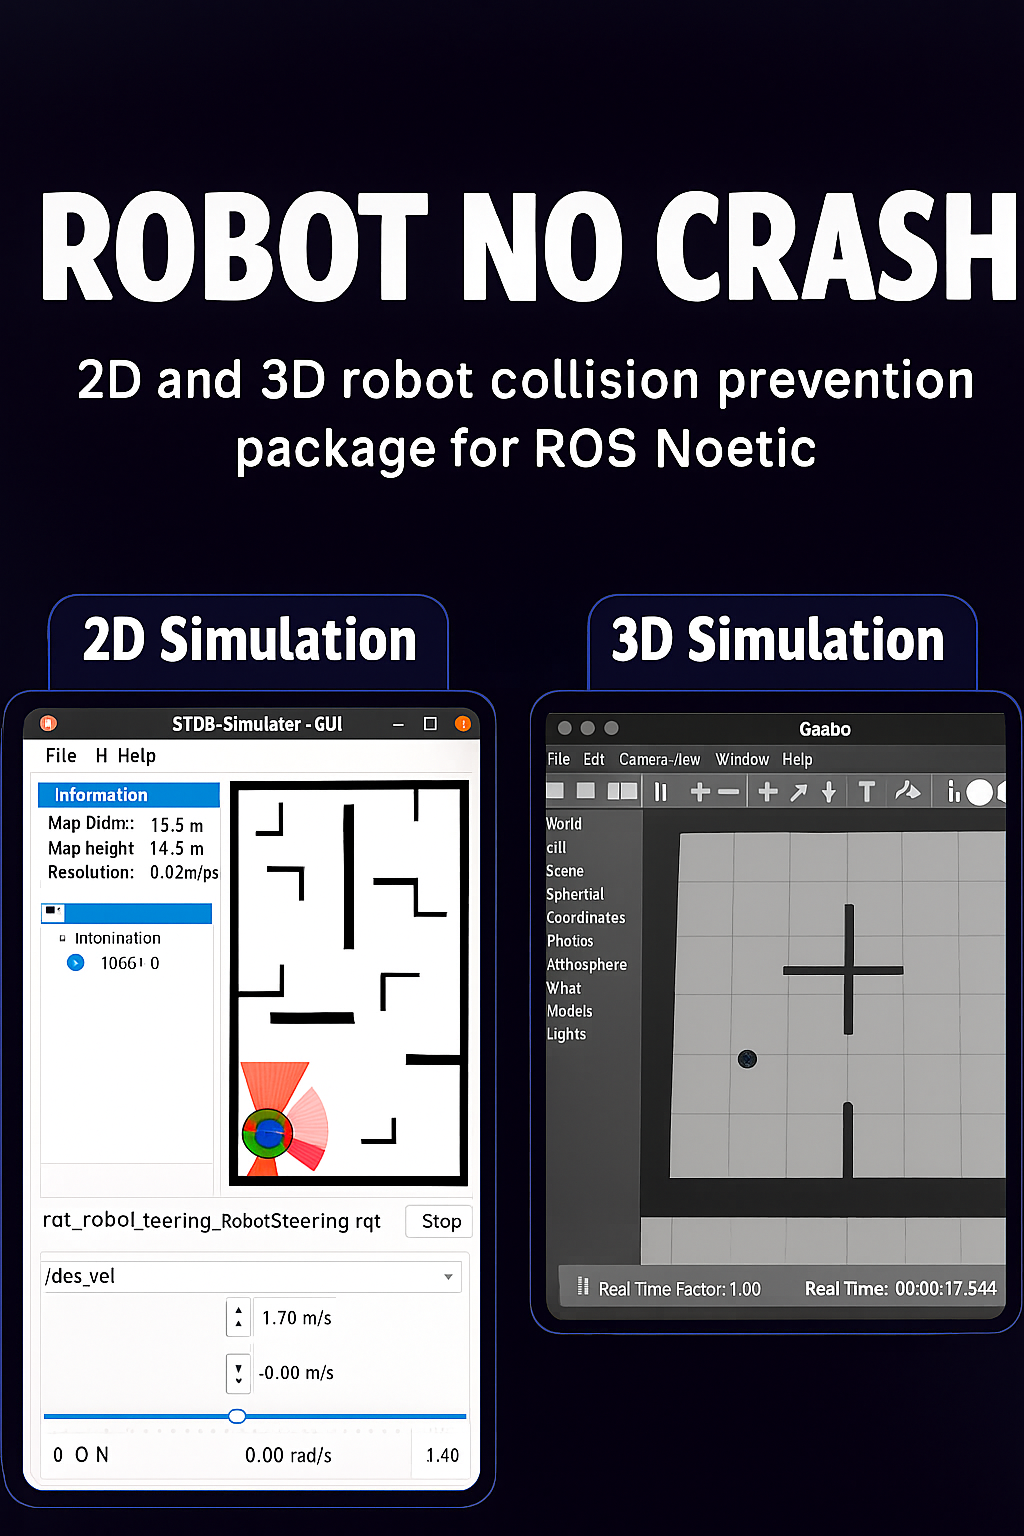 ROBOT NO CRASH
2D and 3D robot collision prevention
package for ROS Noetic
2D Simulation
STDB-Simulater - GUI
File H Help
Information
Map Didm:: 15.5 m
Map height 14.5 m
Resolution: 0.02m/ps
Intonination
1066! 0
rat_robol_teering_RobotSteering rqt Stop
/des_vel
1.70 m/s
-0.00 m/s
0 O N 0.00 rad/s 1.40
3D Simulation
Gaabo
File Edt Camera-/lew Window Help
World
cill
Scene
Sphertial
Coordinates
Photios
Atthosphere
What
Models
Lights
Real Time Factor: 1.00 Real Time: 00:00:17.544